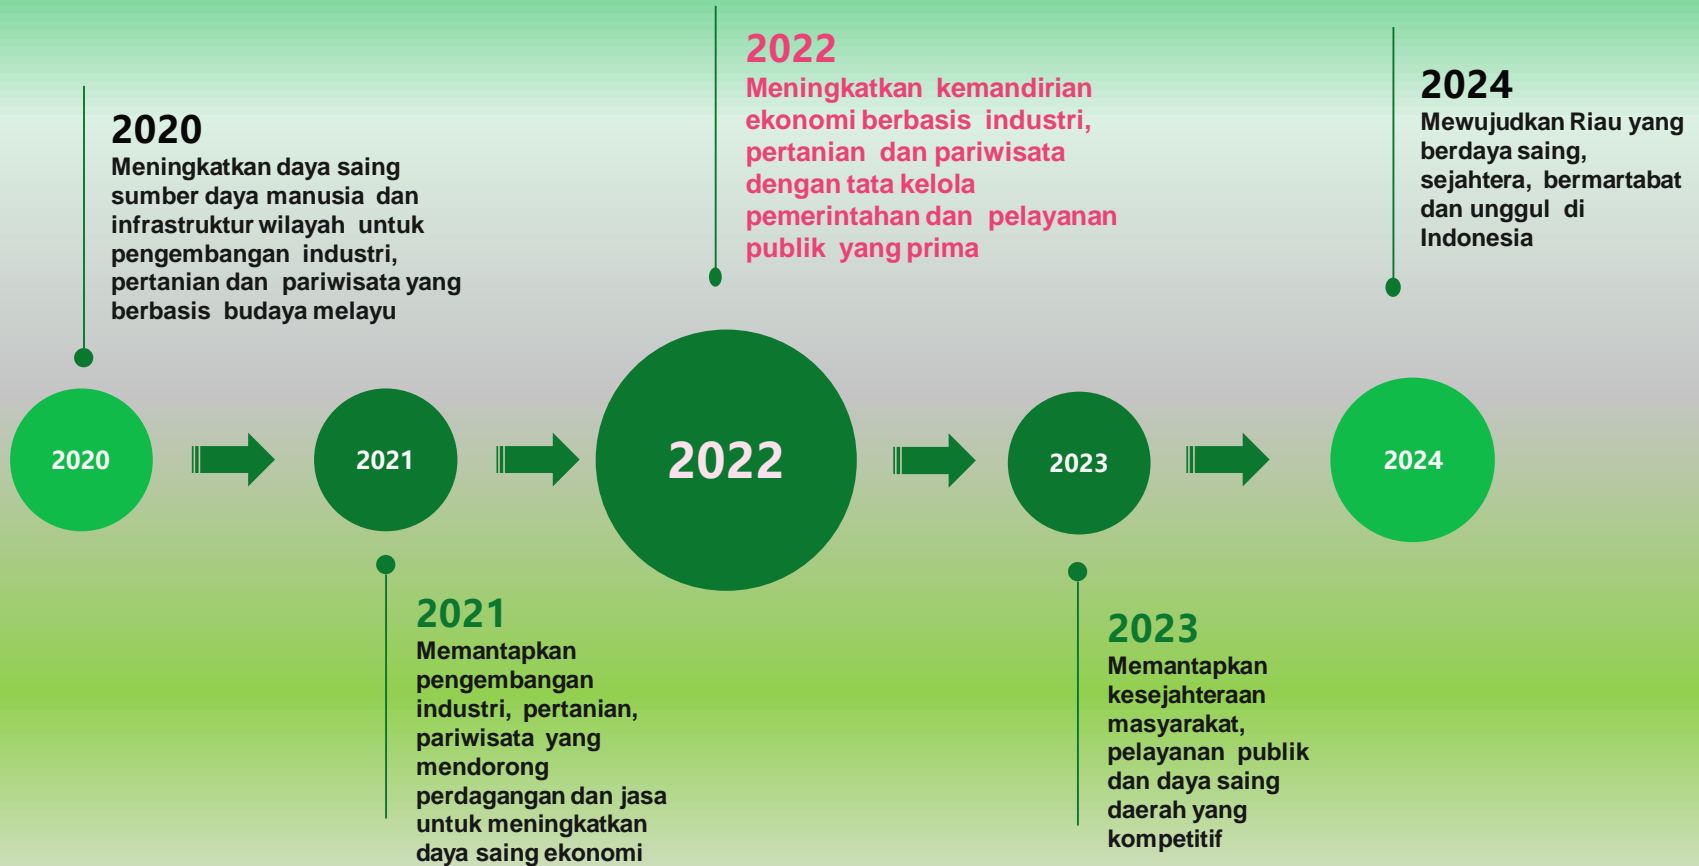 2020
Meningkatkan daya saing
sumber daya manusia dan
infrastruktur wilayah untuk
pengembangan industri,
pertanian dan pariwisata yang
berbasis budaya melayu
2022
Meningkatkan kemandirian
ekonomi berbasis industri,
pertanian dan pariwisata
dengan tata kelola
pemerintahan dan pelayanan
publik yang prima
2024
Mewujudkan Riau yang
berdaya saing,
sejahtera, bermartabat
dan unggul di
Indonesia
2020
2021
2022
2023
2024
2021
Memantapkan
pengembangan
industri, pertanian,
pariwisata yang
mendorong
perdagangan dan jasa
untuk meningkatkan
daya saing ekonomi
2023
Memantapkan
kesejahteraan
masyarakat,
pelayanan publik
dan daya saing
daerah yang
kompetitif